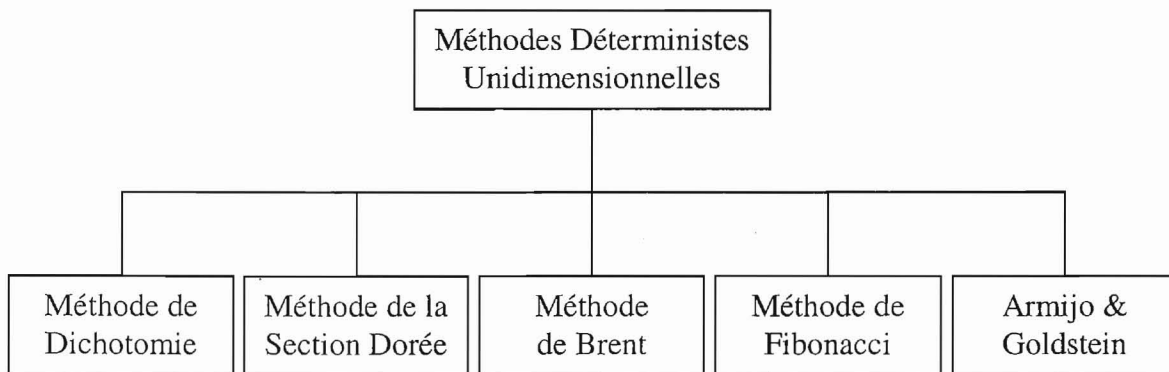 Méthodes Déterministes
Unidimensionnelles
Méthode de
Dichotomie
Méthode de la
Section Dorée
Méthode
de Brent
Méthode de
Fibonacci
Armijo &
Goldstein